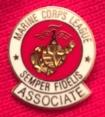 MARINE CORPS LEAGUE
SEMPER FIDELIS
ASSOCIATE